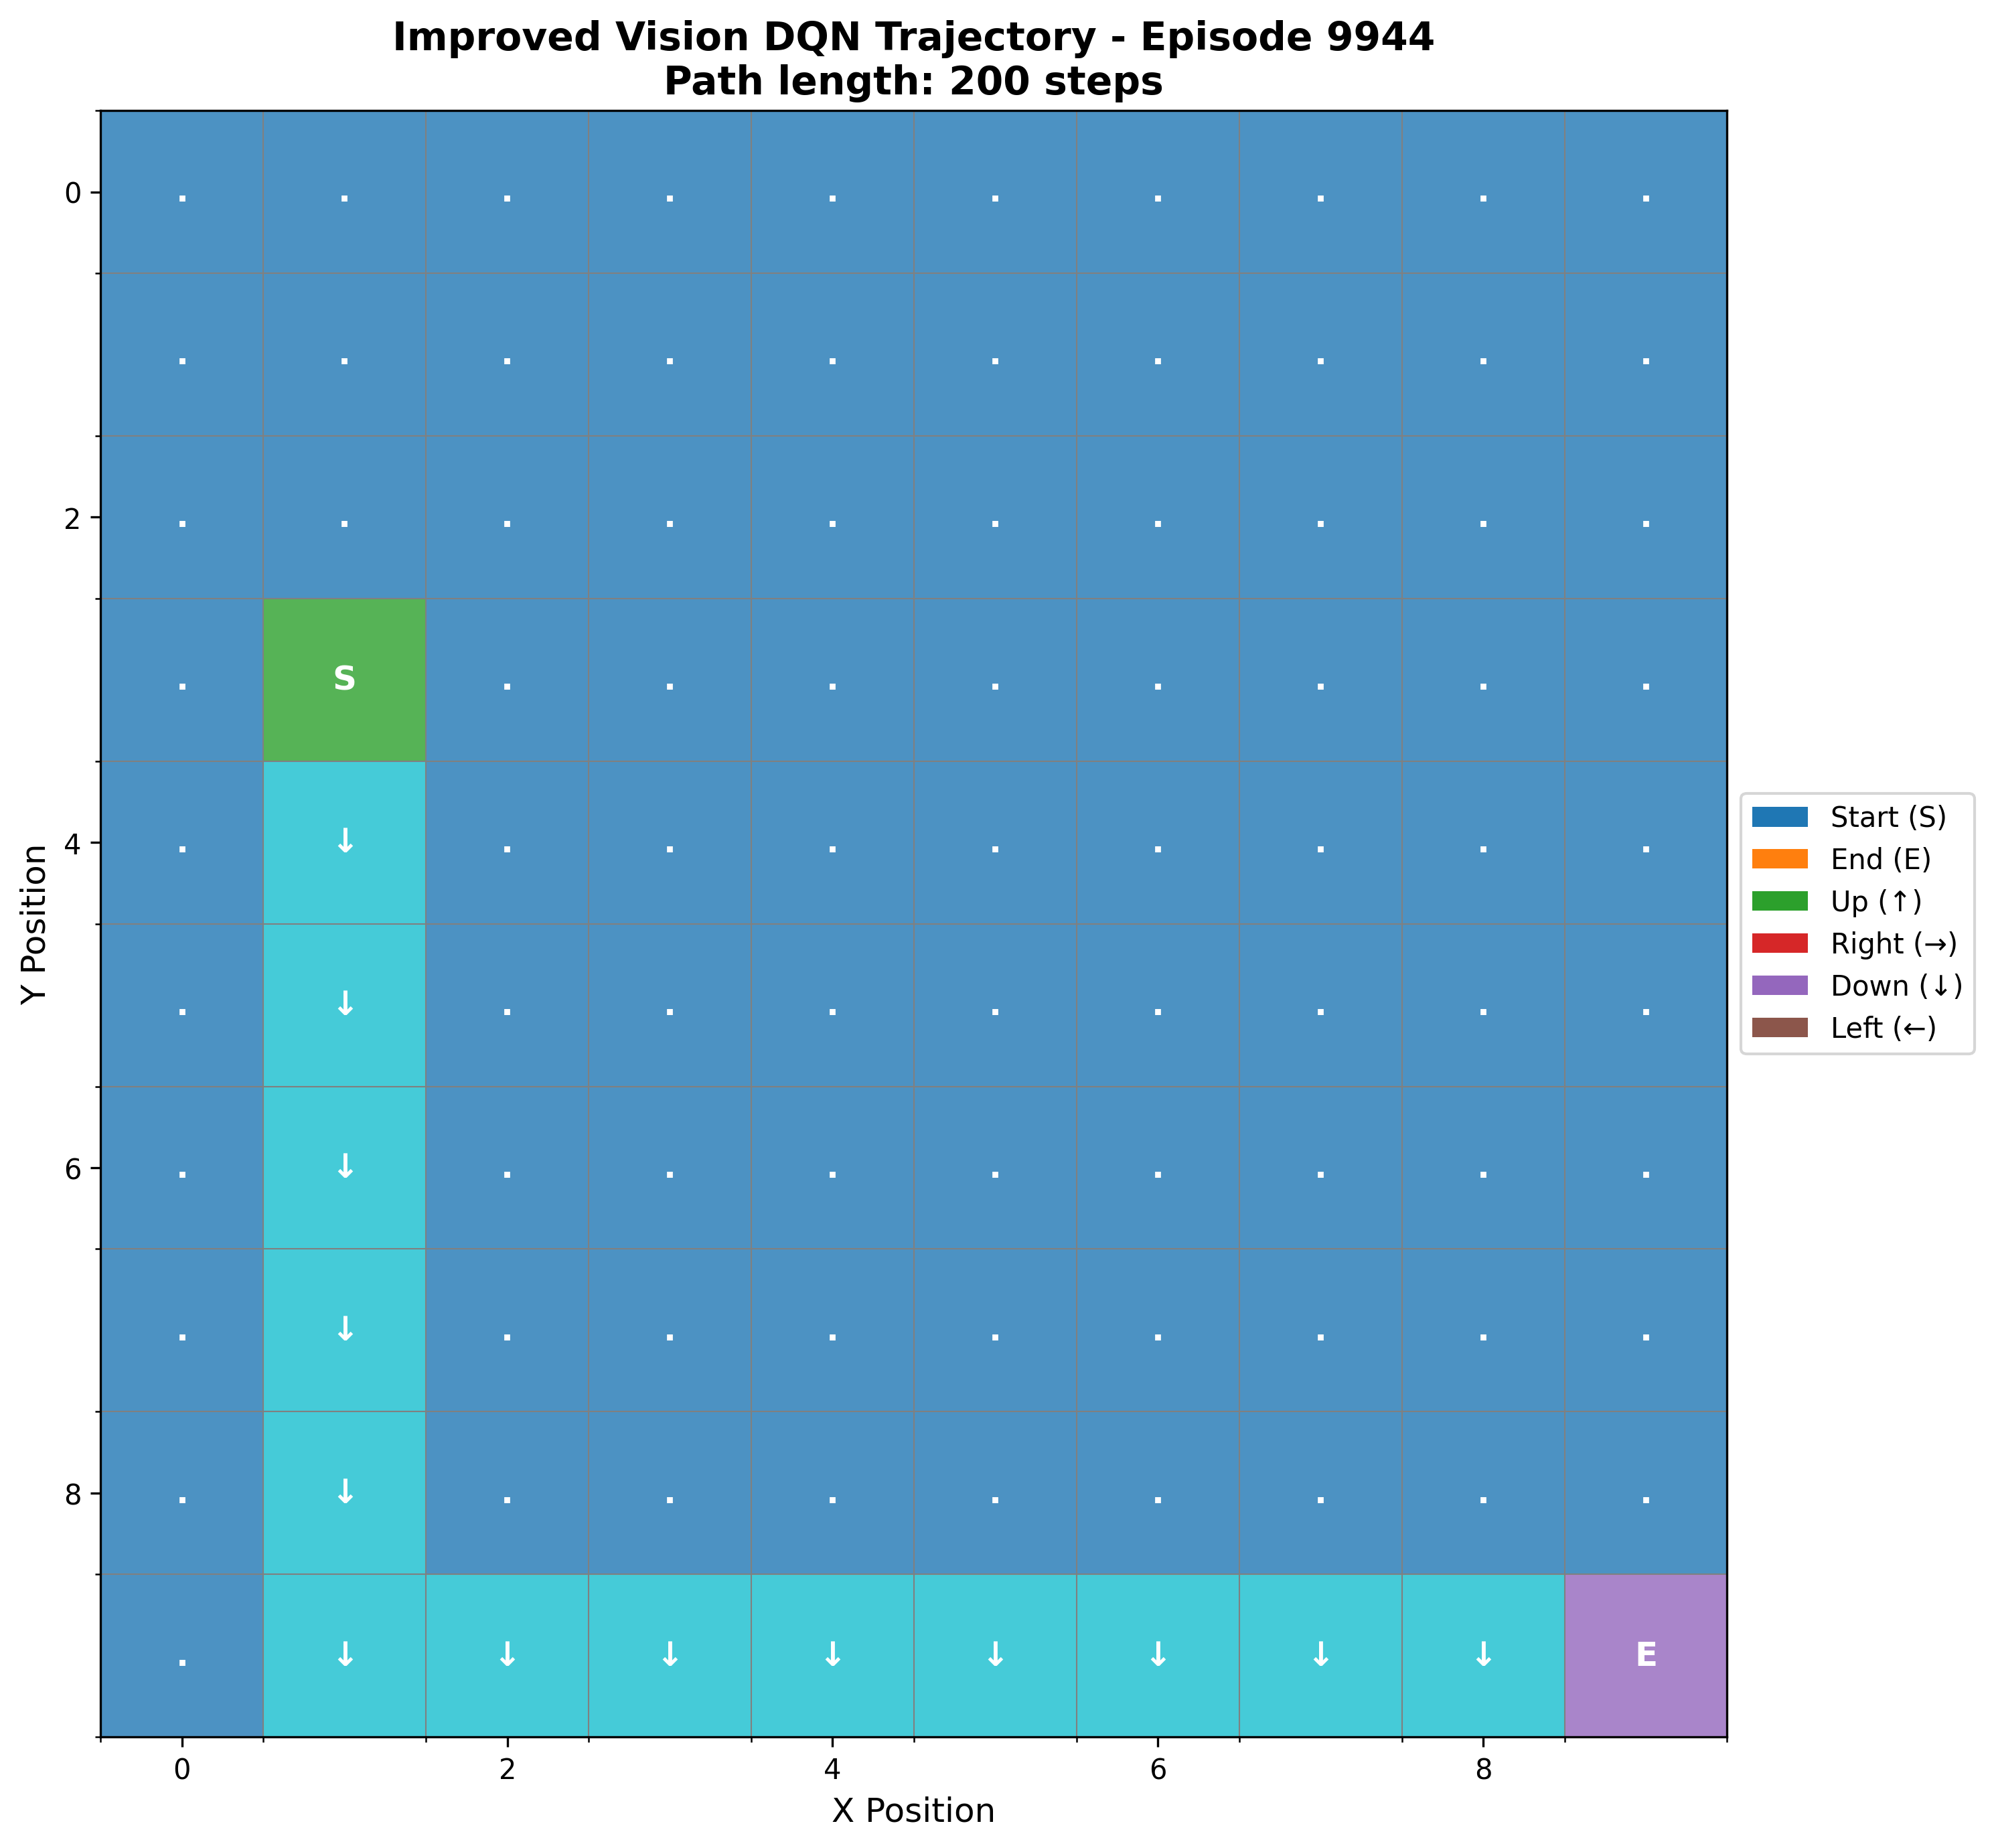 Improved Vision DQN Trajectory - Episode 9944
Path length: 200 steps
0 . . . . . . . . . .
. . . . . . . . . .
2 . . . . . . . . . .
. S . . . . . . . .
4 . ↓ . . . . . . . .
. ↓ . . . . . . . .
6 . ↓ . . . . . . . .
. ↓ . . . . . . . .
8 . ↓ . . . . . . . .
. ↓ ↓ ↓ ↓ ↓ ↓ ↓ ↓ E
0 2 4 6 8
X Position
Y Position
Start (S)
End (E)
Up (↑)
Right (→)
Down (↓)
Left (←)